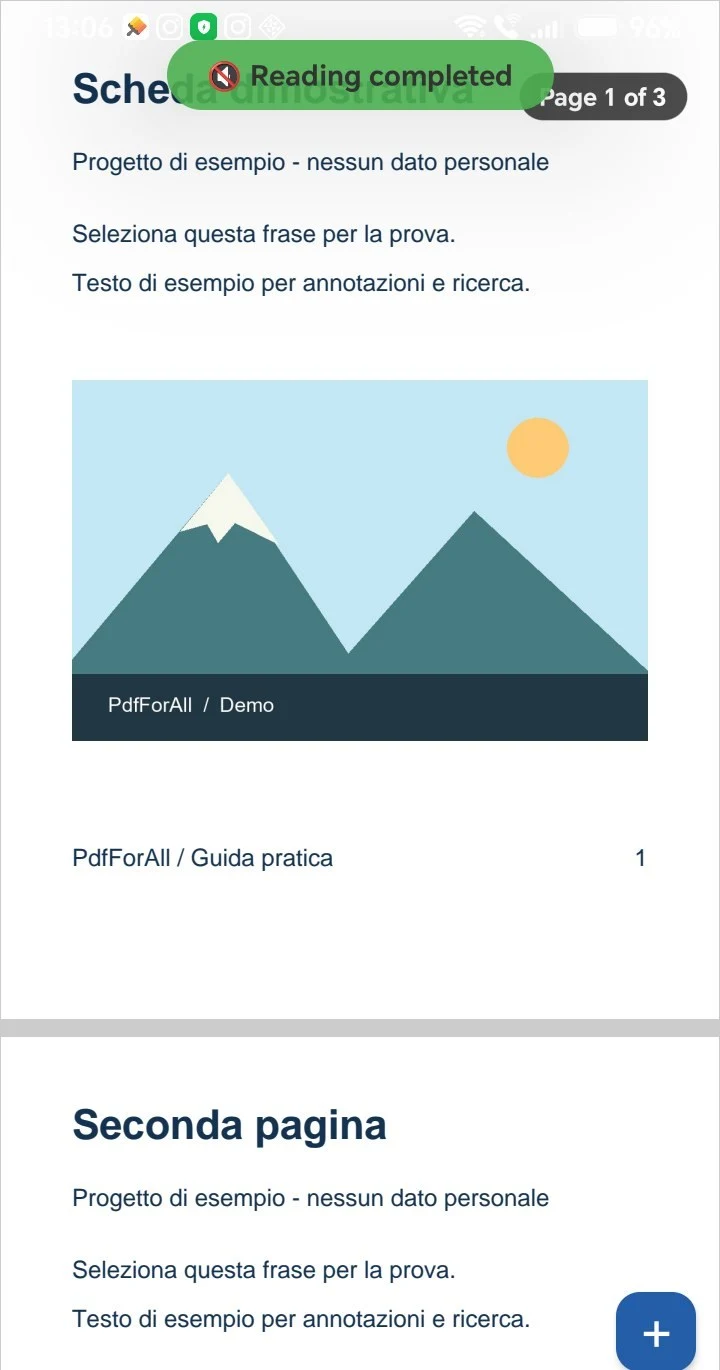 13:06 96%
Reading completed
Scheda dimostrativa
Page 1 of 3
Progetto di esempio - nessun dato personale
Seleziona questa frase per la prova.
Testo di esempio per annotazioni e ricerca.
PdfForAll / Demo
PdfForAll / Guida pratica 1
Seconda pagina
Progetto di esempio - nessun dato personale
Seleziona questa frase per la prova.
Testo di esempio per annotazioni e ricerca.
+